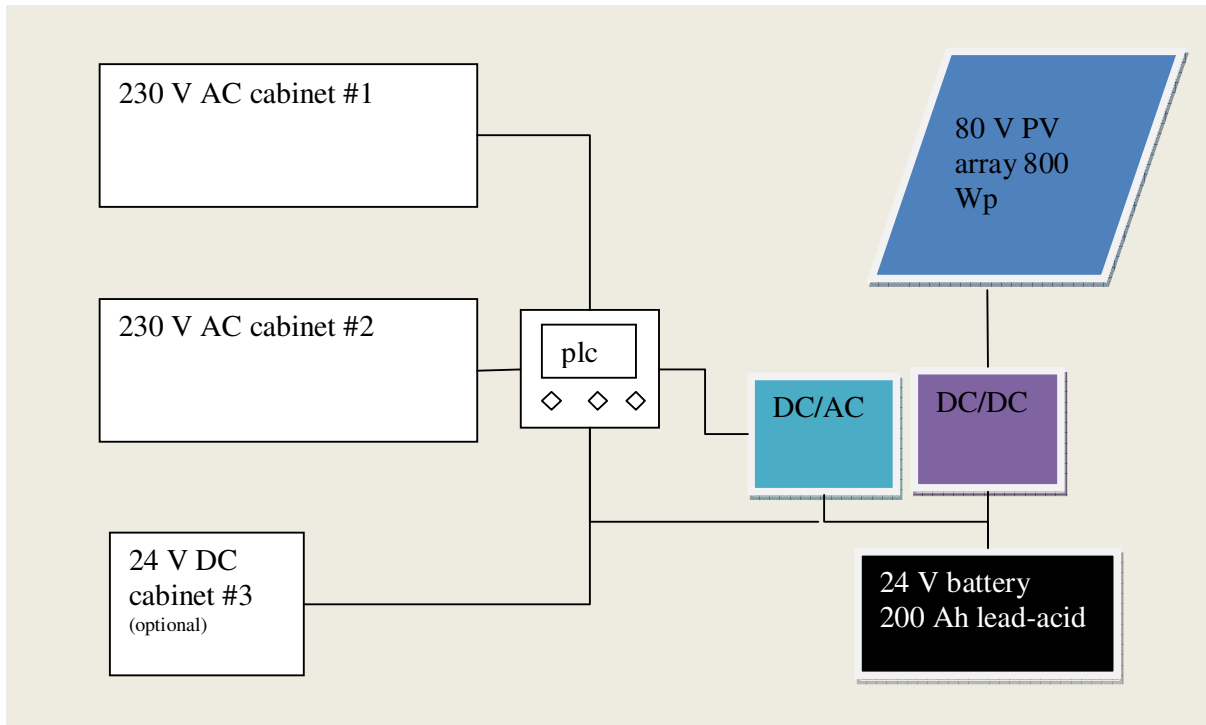 230 V AC cabinet #1
80 V PV
array 800
Wp
230 V AC cabinet #2
plc
DC/AC
DC/DC
24 V DC
cabinet #3
(optional)
24 V battery
200 Ah lead-acid